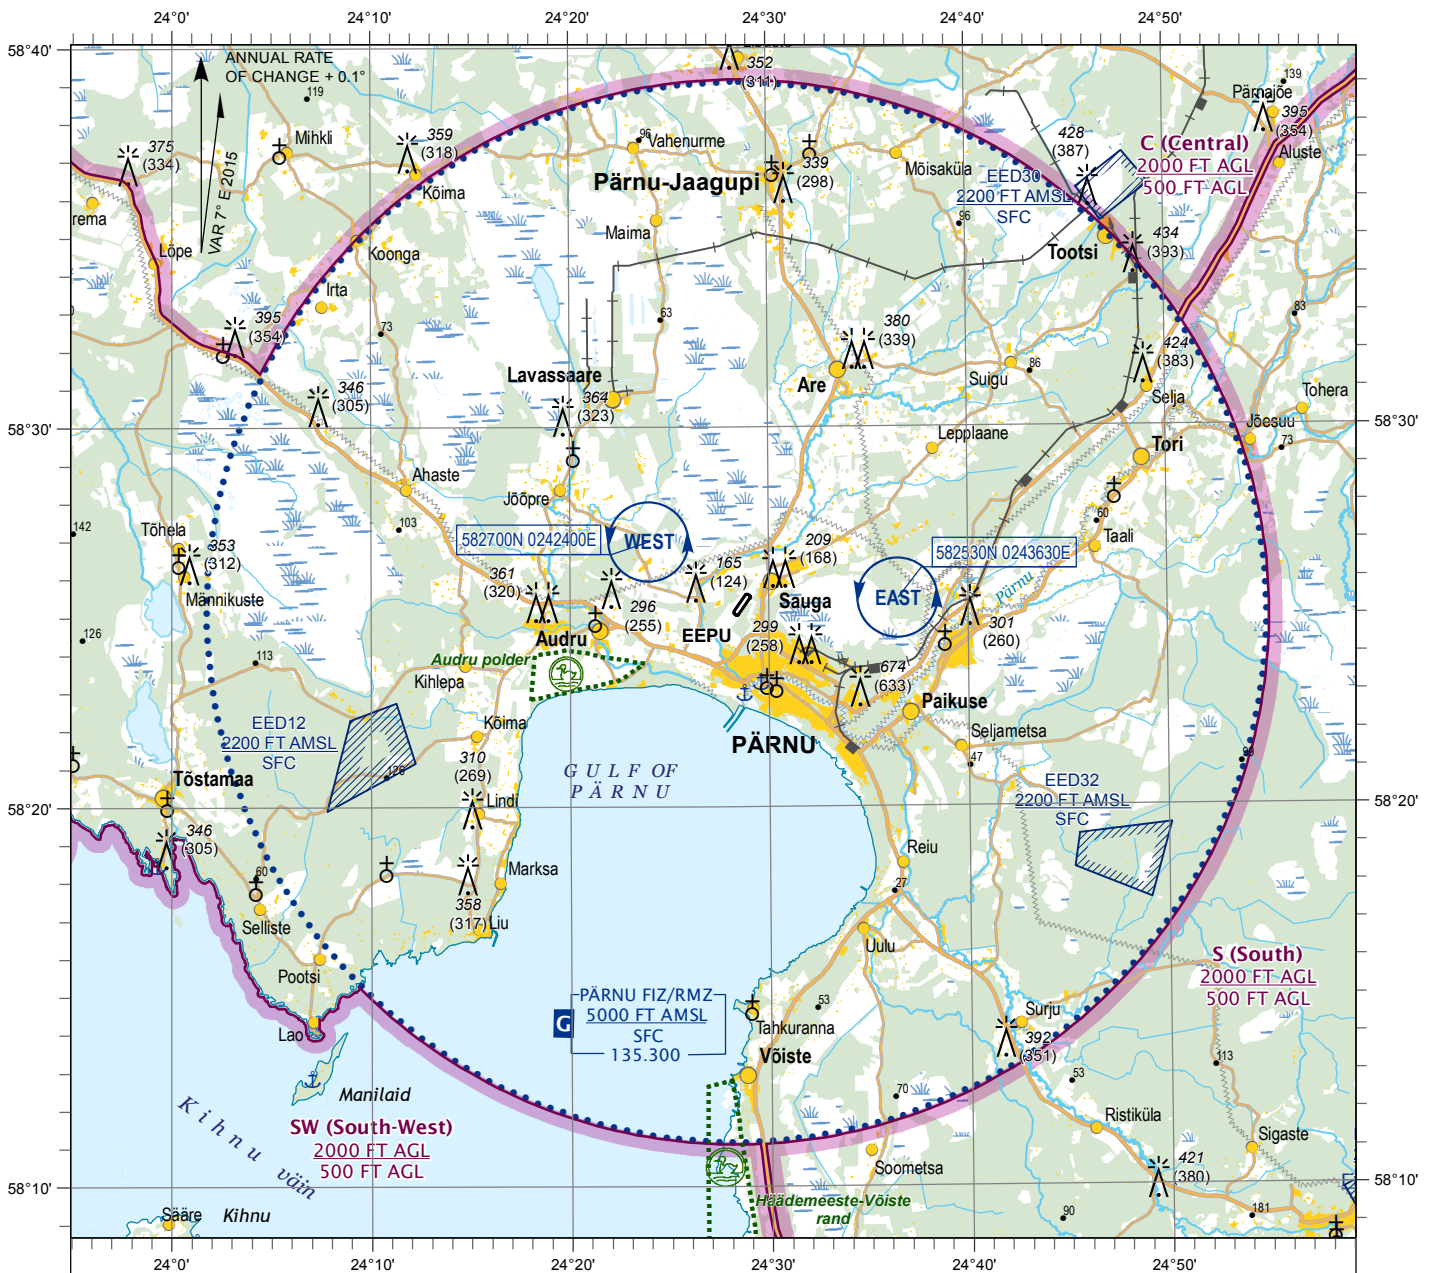 24°0'
24°10'
24°20'
24°30'
24°40'
24°50'
58°40'
58°40'
ANNUAL RATE
OF CHANGE + 0.1°
VAR 7° E 2015
119
Mihkli
359
(318)
Kõima
375
(334)
rema
Lõpe
352
(311)
96
Vahenurme
Pärnu-Jaagupi
339
(298)
Mõisaküla
428
(387)
EED30
2200 FT AMSL
SFC
96
C (Central)
2000 FT AGL
500 FT AGL
139
Pärnajõe
395
(354)
Aluste
Maima
Koonga
Irta
Tootsi
434
(393)
395
(354)
73
63
83
380
(339)
Are
Suigu
86
424
(383)
Selja
Tohera
Jõesuu
73
Lavassaare
364
(323)
346
(305)
58°30'
58°30'
Lepplaane
Tori
Ahaste
Jõõpre
103
142
Tõhela
353
(312)
Männikuste
582700N 0242400E
WEST
209
(168)
582530N 0243630E
EAST
60
Taali
Pärnu
361
(320)
165
(124)
296
(255)
Sauga
EEPU
299
(258)
301
(260)
Audru
Audru polder
126
113
Kihlepa
674
(633)
Paikuse
Kõima
Seljametsa
47
EED12
2200 FT AMSL
SFC
126
PÄRNU
GULF OF
PÄRNU
310
(269)
Lindi
93
EED32
2200 FT AMSL
SFC
Tõstamaa
58°20'
58°20'
346
(305)
Reiu
Marksa
27
60
Selliste
358
(317)
Liu
Uulu
Pootsi
S (South)
2000 FT AGL
500 FT AGL
Lao
PÄRNU FIZ/RMZ
5000 FT AMSL
SFC
135.300
G
Tahkuranna
53
Surju
392
(351)
Võiste
113
53
70
Manilaid
Kihnu väin
SW (South-West)
2000 FT AGL
500 FT AGL
Ristiküla
Sigaste
Soometsa
421
(380)
58°10'
58°10'
Häädemeeste-Võiste
rand
Sääre
Kihnu
90
181
24°0'
24°10'
24°20'
24°30'
24°40'
24°50'